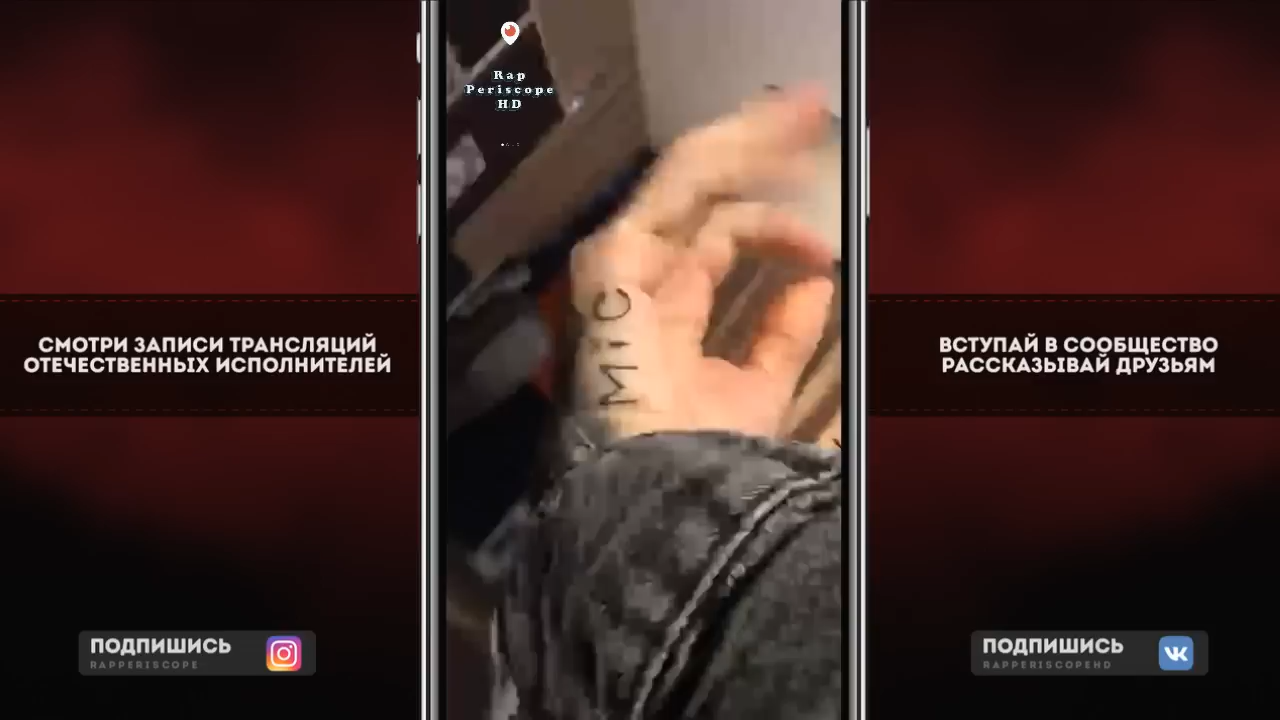 Rap
Periscope
HD
MiC
СМОТРИ ЗАПИСИ ТРАНСЛЯЦИЙ
ОТЕЧЕСТВЕННЫХ ИСПОЛНИТЕЛЕЙ
ВСТУПАЙ В СООБЩЕСТВО
РАССКАЗЫВАЙ ДРУЗЬЯМ
ПОДПИШИСЬ
RAPPERISCOPE
ПОДПИШИСЬ
RAPPERISCOPEHD